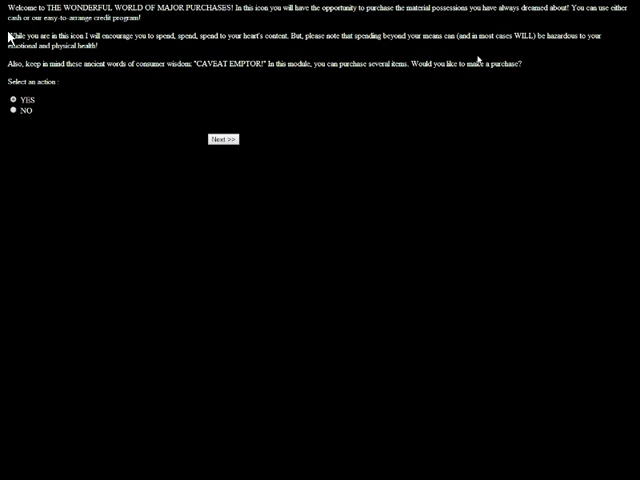 Welcome to THE WONDERFUL WORLD OF MAJOR PURCHASES! In this icon you will have the opportunity to purchase the material possessions you have always dreamed about! You can use either
cash or our easy-to-arrange credit program!
While you are in this icon I will encourage you to spend, spend, spend to your heart's content. But, please note that spending beyond your means can (and in most cases WILL) be hazardous to your
emotional and physical health!
Also, keep in mind these ancient words of consumer wisdom: "CAVEAT EMPTOR!" In this module, you can purchase several items. Would you like to make a purchase?
Select an action :
YES
NO
Next >>